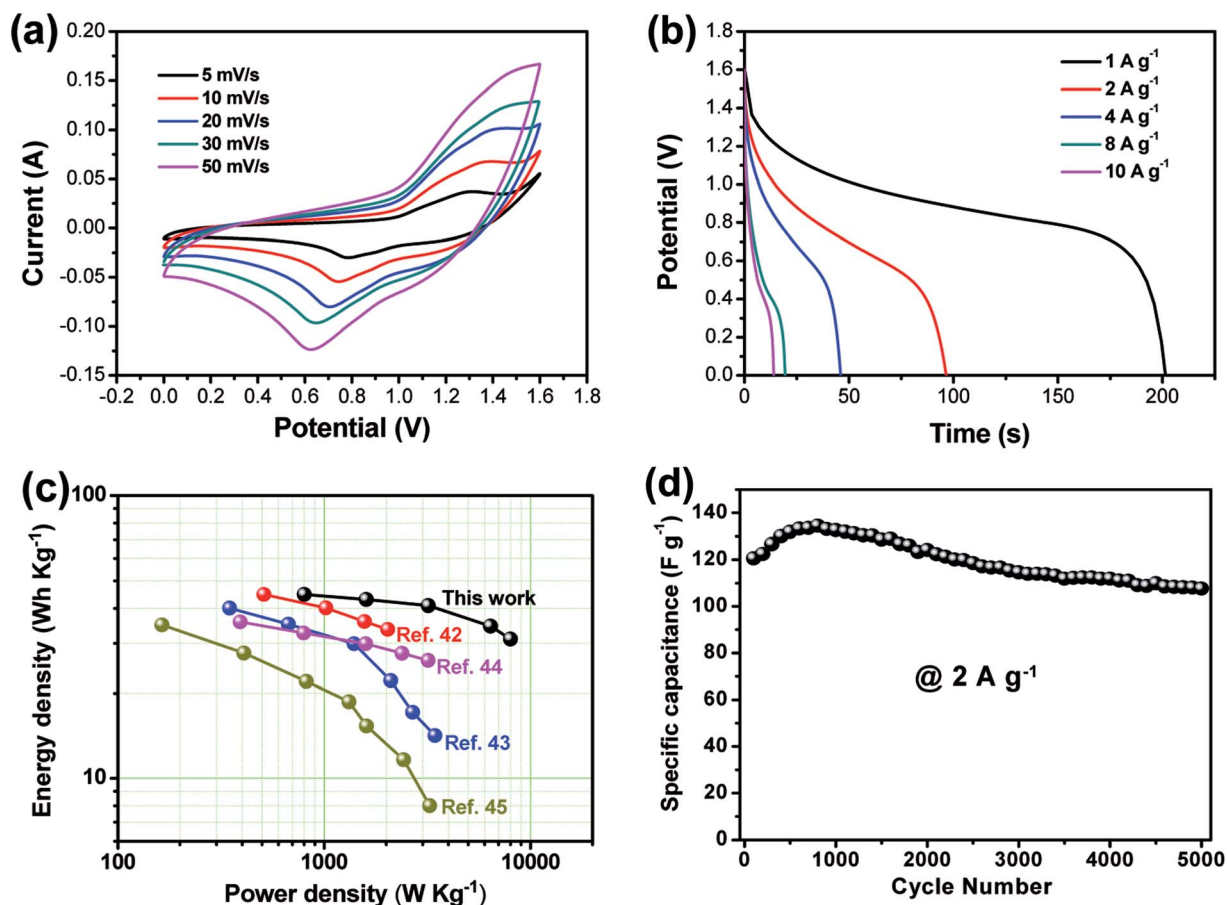 (a)
0.20
0.15
0.10
0.05
0.00
-0.05
-0.10
-0.15
Current (A)
5 mV/s
10 mV/s
20 mV/s
30 mV/s
50 mV/s
-0.2 0.0 0.2 0.4 0.6 0.8 1.0 1.2 1.4 1.6 1.8
Potential (V)
(b)
1.8
1.6
1.4
1.2
1.0
0.8
0.6
0.4
0.2
0.0
Potential (V)
1 A g⁻¹
2 A g⁻¹
4 A g⁻¹
8 A g⁻¹
10 A g⁻¹
0 50 100 150 200
Time (s)
(c)
100
10
Energy density (Wh Kg⁻¹)
This work
Ref. 42
Ref. 44
Ref. 43
Ref. 45
100 1000 10000
Power density (W Kg⁻¹)
(d)
140
120
100
80
60
40
20
0
Specific capacitance (F g⁻¹)
@ 2 A g⁻¹
0 1000 2000 3000 4000 5000
Cycle Number